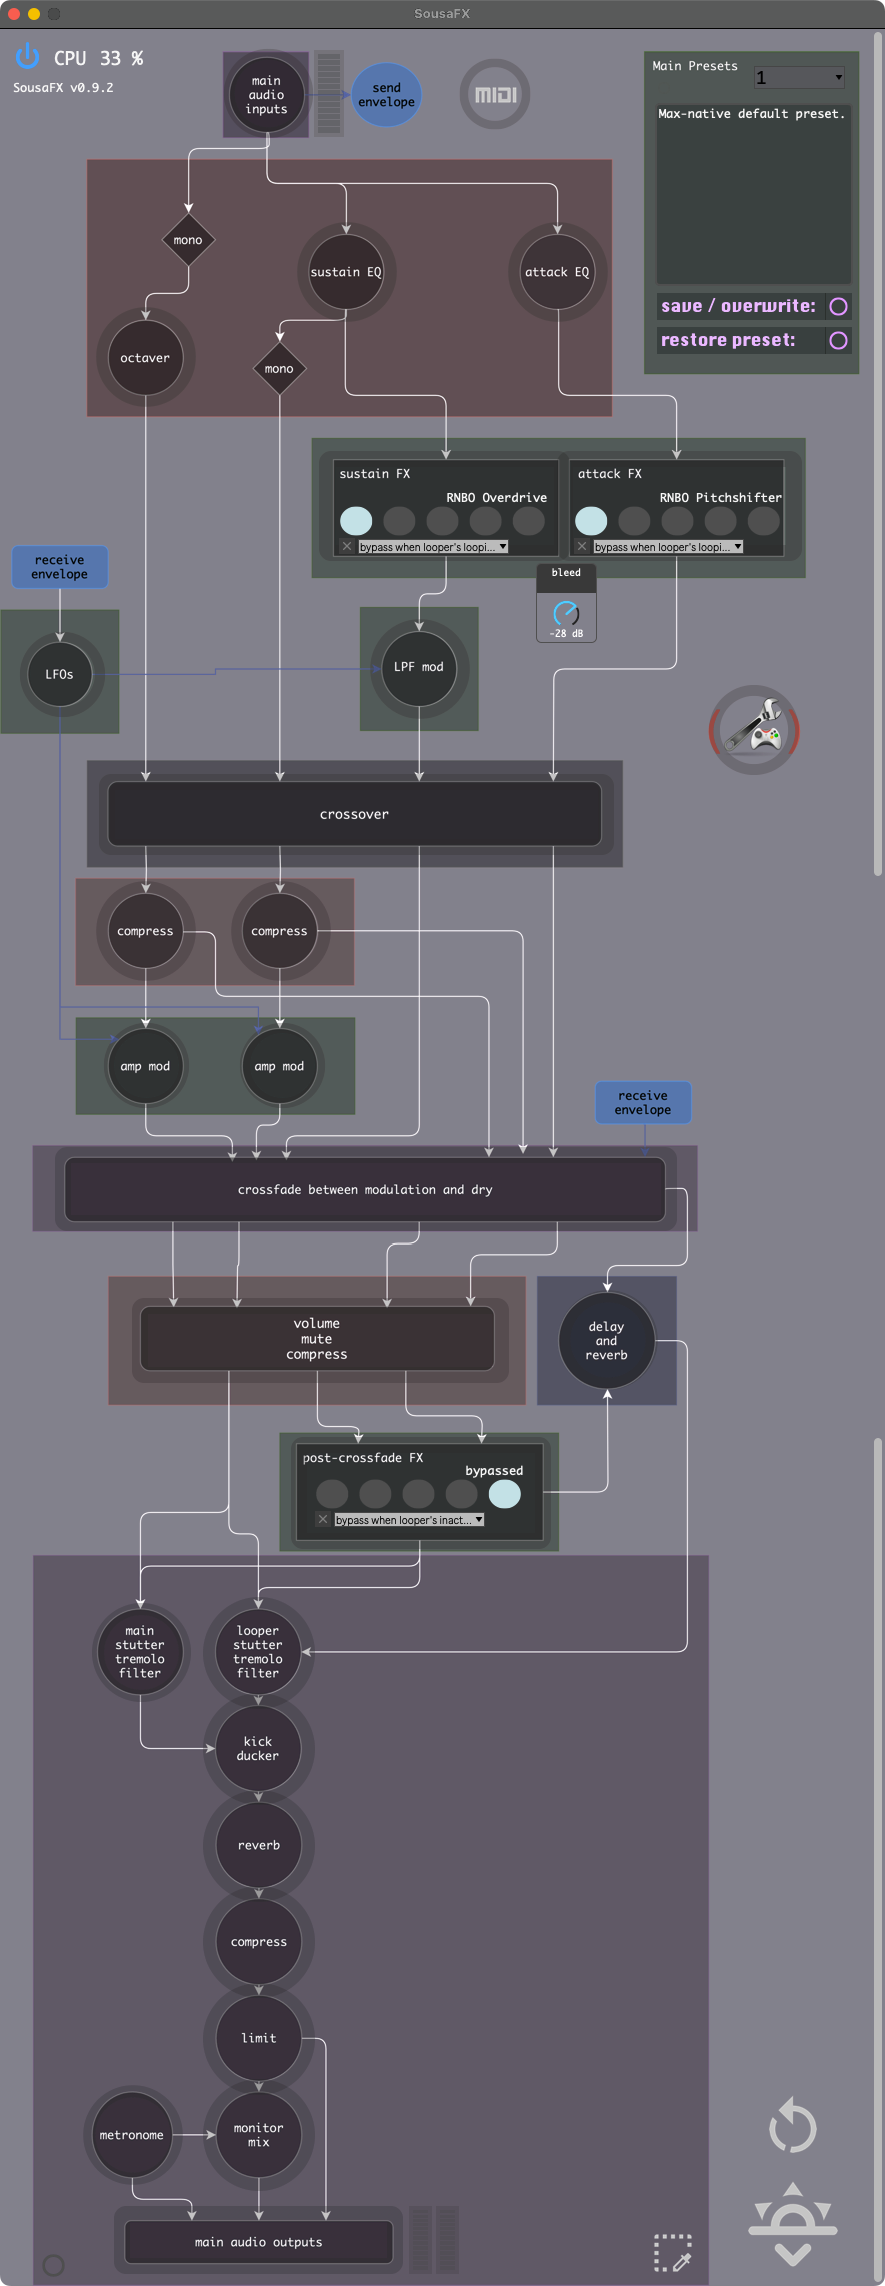 SousaFX
CPU 33 %
SousaFX v0.9.2
main
audio
inputs
send
envelope
MIDI
Main Presets
1
Max-native default preset.
save / overwrite:
restore preset:
mono
sustain EQ
attack EQ
octaver
mono
sustain FX
RNBO Overdrive
bypass when looper's loopi...
attack FX
RNBO Pitchshifter
bypass when looper's loopi...
bleed
-28 dB
receive
envelope
LFOs
LPF mod
crossover
compress
compress
amp mod
amp mod
receive
envelope
crossfade between modulation and dry
volume
mute
compress
delay
and
reverb
post-crossfade FX
bypassed
bypass when looper's inact...
main
stutter
tremolo
filter
looper
stutter
tremolo
filter
kick
ducker
reverb
compress
limit
metronome
monitor
mix
main audio outputs